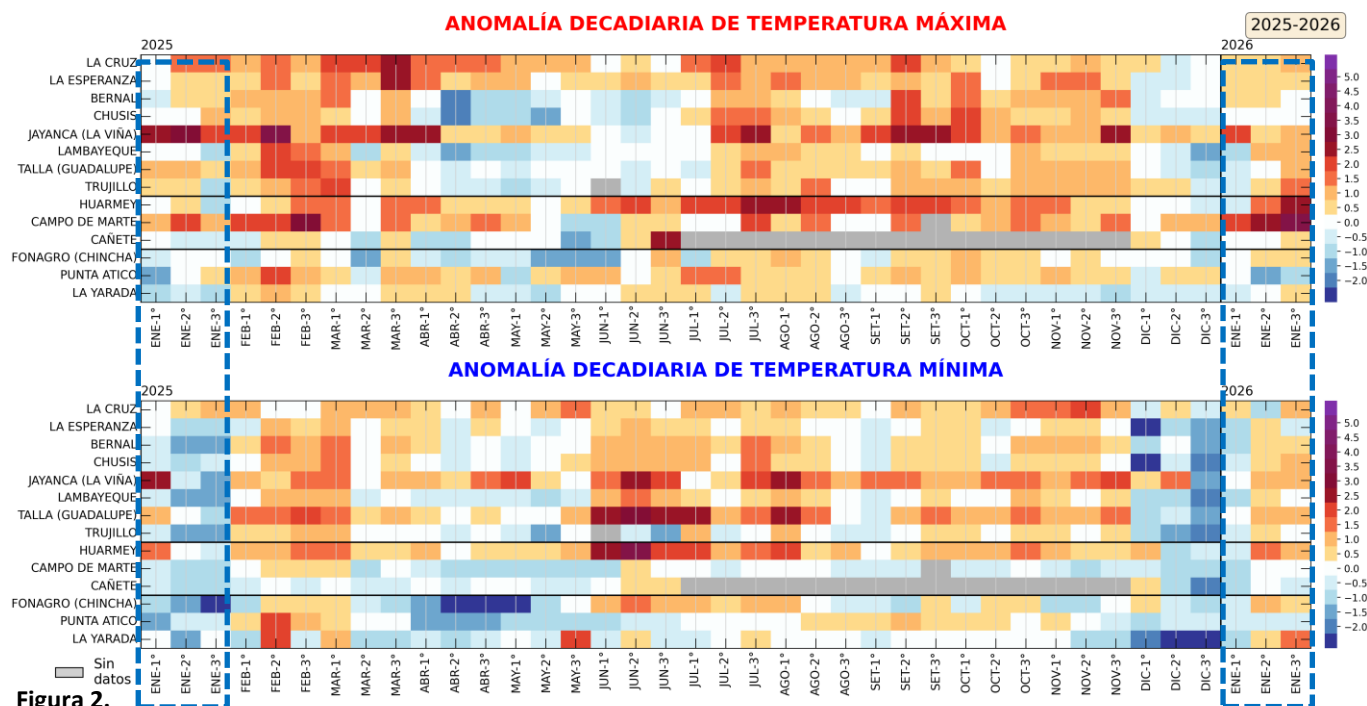 ANOMALÍA DECADIARIA DE TEMPERATURA MÁXIMA
2025-2026
2025
2026
LA CRUZ
LA ESPERANZA
BERNAL
CHUSIS
JAYANCA (LA VIÑA)
LAMBAYEQUE
TALLA (GUADALUPE)
TRUJILLO
HUARMEY
CAMPO DE MARTE
CAÑETE
FONAGRO (CHINCHA)
PUNTA ATICO
LA YARADA
5.0
4.5
4.0
3.5
3.0
2.5
2.0
1.5
1.0
0.5
0.0
−0.5
−1.0
−1.5
−2.0
ENE-1° ENE-2° ENE-3° FEB-1° FEB-2° FEB-3° MAR-1° MAR-2° MAR-3° ABR-1° ABR-2° ABR-3° MAY-1° MAY-2° MAY-3° JUN-1° JUN-2° JUN-3° JUL-1° JUL-2° JUL-3° AGO-1° AGO-2° AGO-3° SET-1° SET-2° SET-3° OCT-1° OCT-2° OCT-3° NOV-1° NOV-2° NOV-3° DIC-1° DIC-2° DIC-3° ENE-1° ENE-2° ENE-3°
ANOMALÍA DECADIARIA DE TEMPERATURA MÍNIMA
2025
2026
LA CRUZ
LA ESPERANZA
BERNAL
CHUSIS
JAYANCA (LA VIÑA)
LAMBAYEQUE
TALLA (GUADALUPE)
TRUJILLO
HUARMEY
CAMPO DE MARTE
CAÑETE
FONAGRO (CHINCHA)
PUNTA ATICO
LA YARADA
5.0
4.5
4.0
3.5
3.0
2.5
2.0
1.5
1.0
0.5
0.0
−0.5
−1.0
−1.5
−2.0
ENE-1° ENE-2° ENE-3° FEB-1° FEB-2° FEB-3° MAR-1° MAR-2° MAR-3° ABR-1° ABR-2° ABR-3° MAY-1° MAY-2° MAY-3° JUN-1° JUN-2° JUN-3° JUL-1° JUL-2° JUL-3° AGO-1° AGO-2° AGO-3° SET-1° SET-2° SET-3° OCT-1° OCT-2° OCT-3° NOV-1° NOV-2° NOV-3° DIC-1° DIC-2° DIC-3° ENE-1° ENE-2° ENE-3°
Sin
datos
Figura 2.